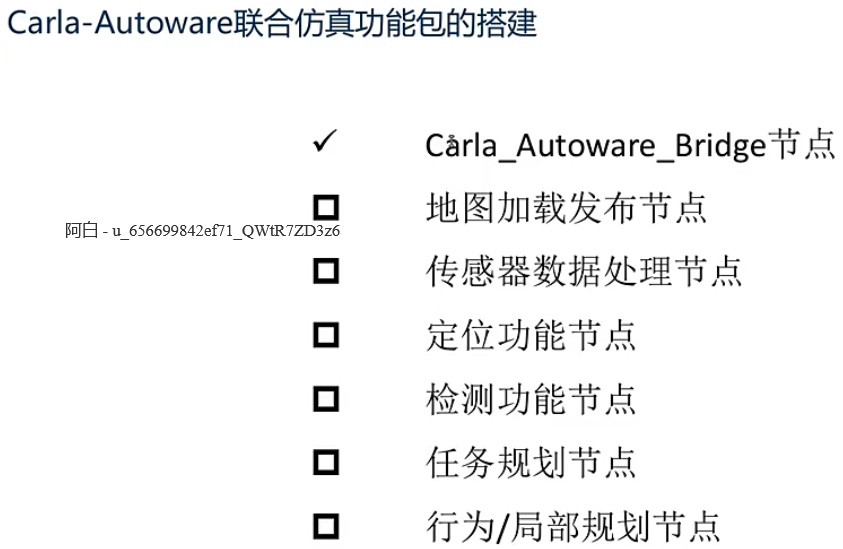 Carla-Autoware联合仿真功能包的搭建
✓ Carla_Autoware_Bridge节点
地图加载发布节点
阿白 - u_656699842ef71_QWtR7ZD3z6
传感器数据处理节点
定位功能节点
检测功能节点
任务规划节点
行为/局部规划节点